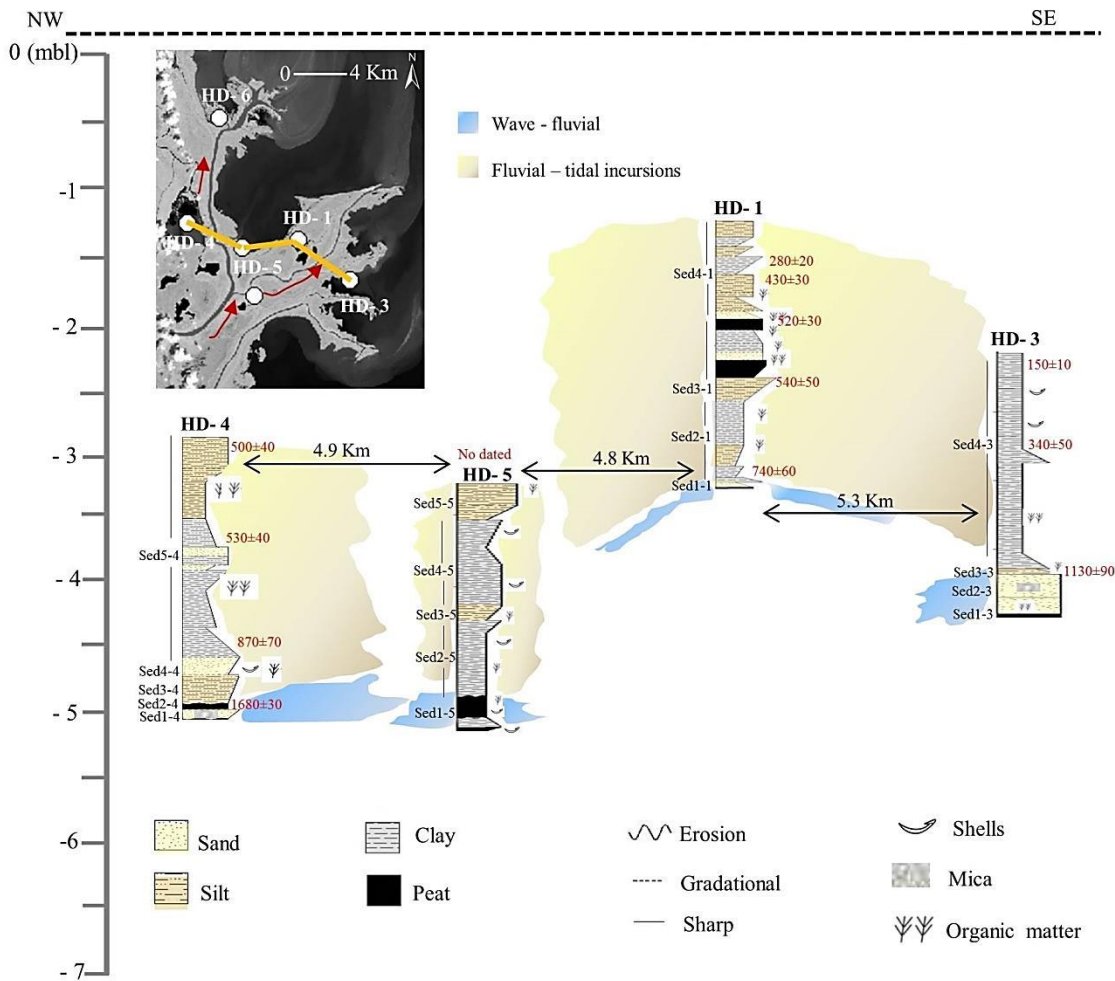 NW
SE
0 (mbl)
-1
-2
-3
-4
-5
-6
-7
0
4 Km
N
HD-6
HD-1
HD-4
HD-5
HD-3
Wave - fluvial
Fluvial – tidal incursions
HD-4
500±40
530±40
Sed5-4
870±70
Sed4-4
Sed3-4
Sed2-4
1680±30
Sed1-4
4.9 Km
No dated
HD-5
Sed5-5
Sed4-5
Sed3-5
Sed2-5
Sed1-5
4.8 Km
HD-1
280±20
Sed4-1
430±30
520±30
Sed3-1
540±50
Sed2-1
740±60
Sed1-1
5.3 Km
HD-3
150±10
Sed4-3
340±50
Sed3-3
1130±90
Sed2-3
Sed1-3
Sand
Silt
Clay
Peat
Erosion
Gradational
Sharp
Shells
Mica
Organic matter